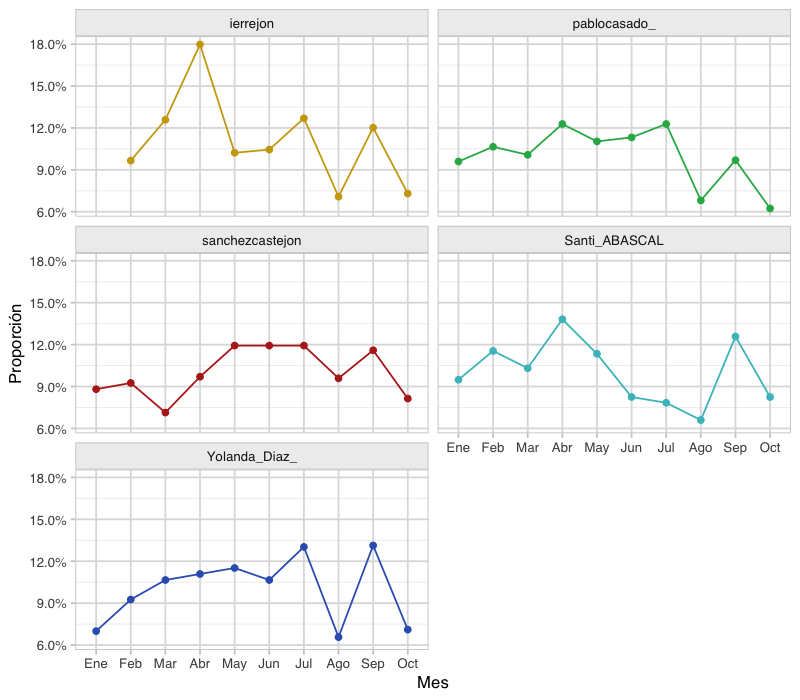 ierrejon
pablocasado_
18.0%
15.0%
12.0%
9.0%
6.0%
sanchezcastejon
Santi_ABASCAL
18.0%
15.0%
12.0%
9.0%
6.0%
Ene Feb Mar Abr May Jun Jul Ago Sep Oct
Yolanda_Diaz_
18.0%
15.0%
12.0%
9.0%
6.0%
Ene Feb Mar Abr May Jun Jul Ago Sep Oct
Proporción
Mes